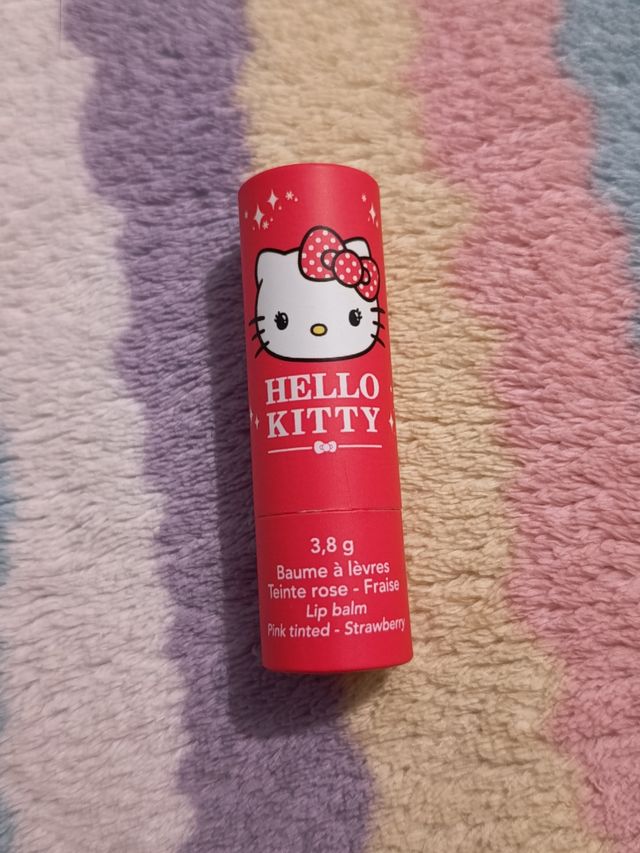 HELLO
KITTY
3,8 g
Baume à lèvres
Teinte rose - Fraise
Lip balm
Pink tinted - Strawberry